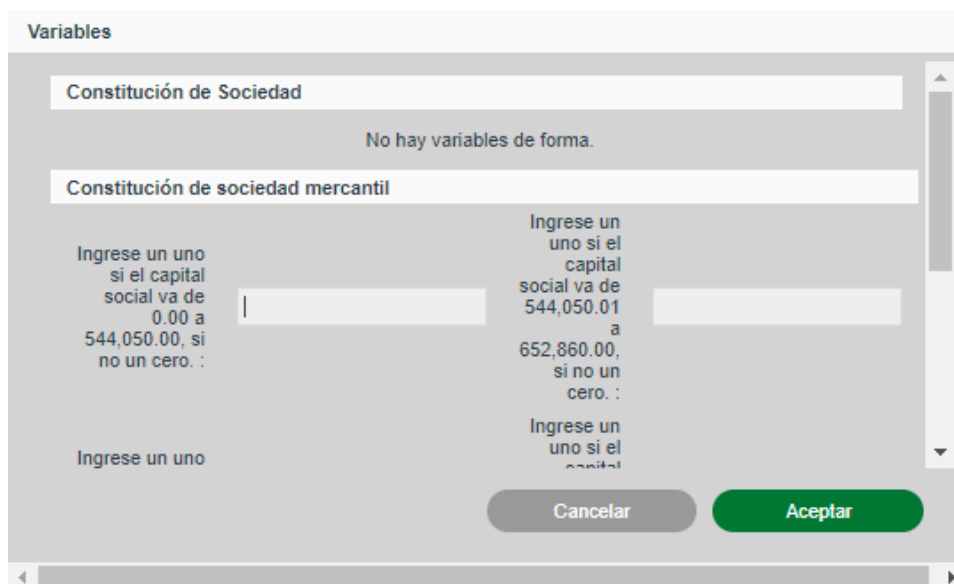 Variables
Constitución de Sociedad
No hay variables de forma.
Constitución de sociedad mercantil
Ingrese un uno
si el capital
social va de
0.00 a
544,050.00, si
no un cero. :
Ingrese un
uno si el
capital
social va de
544,050.01
a
652,860.00,
si no un
cero. :
Ingrese un uno
Ingrese un
uno si el
capital
Cancelar
Aceptar